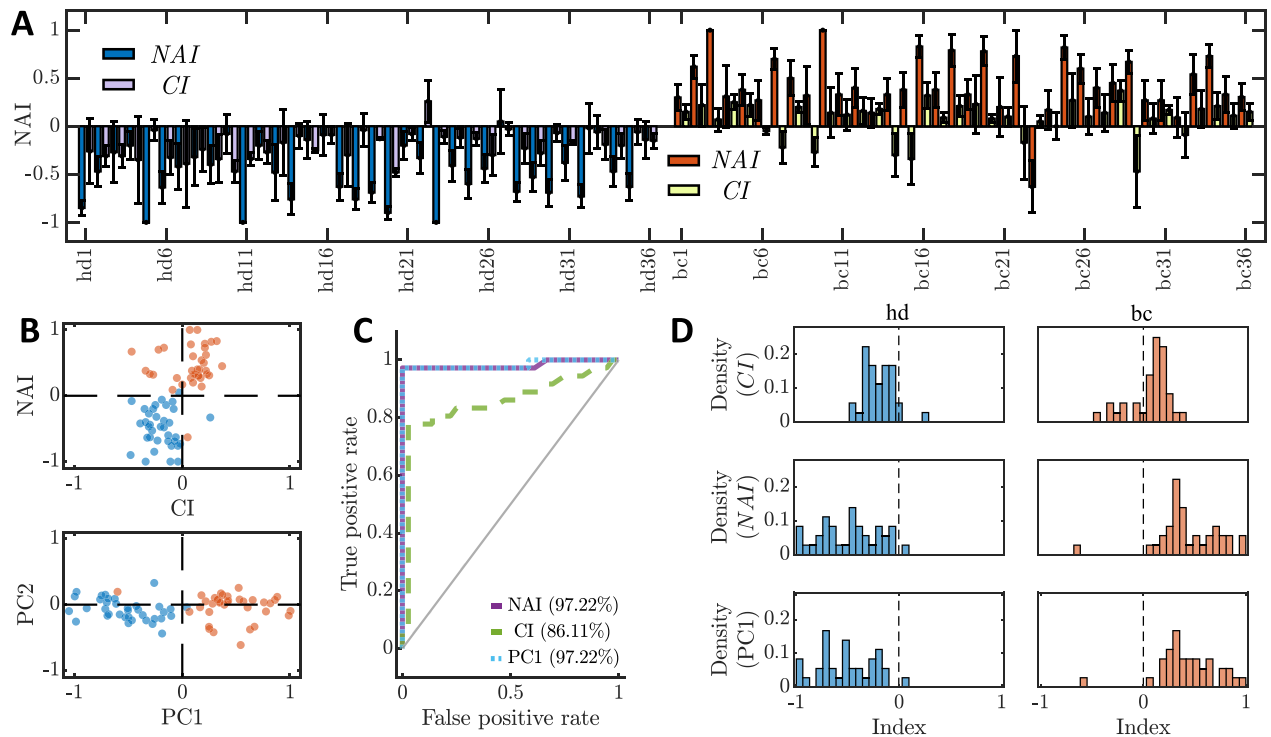 A
NAI
1
0.5
0
-0.5
-1
NAI
CI
NAI
CI
hd1
hd6
hd11
hd16
hd21
hd26
hd31
hd36
bc1
bc6
bc11
bc16
bc21
bc26
bc31
bc36
B
NAI
1
0
-1
-1
0
1
CI
PC2
1
0
-1
-1
0
1
PC1
C
True positive rate
1
0.8
0.6
0.4
0.2
0
NAI (97.22%)
CI (86.11%)
PC1 (97.22%)
0
0.5
1
False positive rate
D
hd
bc
Density
(CI)
0.2
0.1
0
Density
(NAI)
0.2
0.1
0
Density
(PC1)
0.2
0.1
0
-1
0
1
Index
-1
0
1
Index